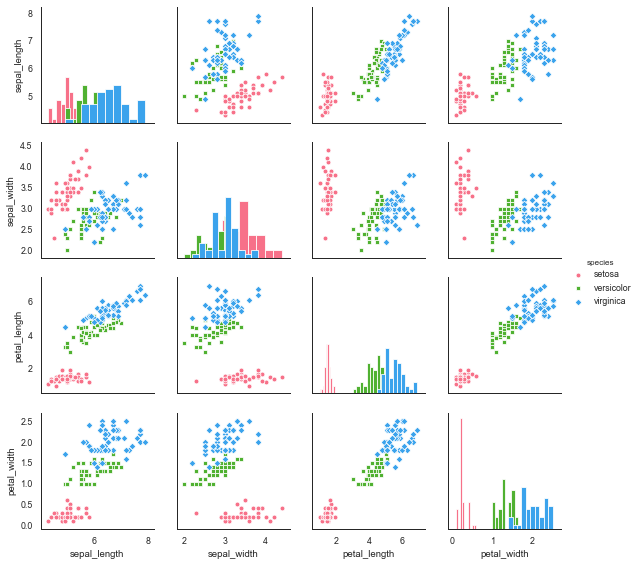 8
7
6
5
sepal_length
4.5
4.0
3.5
3.0
2.5
2.0
sepal_width
6
4
2
petal_length
species
setosa
versicolor
virginica
2.5
2.0
1.5
1.0
0.5
0.0
petal_width
6 8
2 3 4
2 4 6
0 1 2
sepal_length sepal_width petal_length petal_width